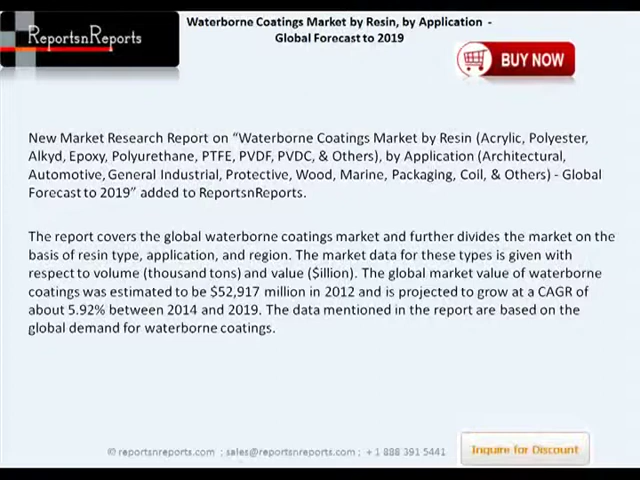 ReportsnReports
Waterborne Coatings Market by Resin, by Application -
Global Forecast to 2019
BUY NOW
New Market Research Report on “Waterborne Coatings Market by Resin (Acrylic, Polyester,
Alkyd, Epoxy, Polyurethane, PTFE, PVDF, PVDC, & Others), by Application (Architectural,
Automotive, General Industrial, Protective, Wood, Marine, Packaging, Coil, & Others) - Global
Forecast to 2019” added to ReportsnReports.
The report covers the global waterborne coatings market and further divides the market on the
basis of resin type, application, and region. The market data for these types is given with
respect to volume (thousand tons) and value ($illion). The global market value of waterborne
coatings was estimated to be $52,917 million in 2012 and is projected to grow at a CAGR of
about 5.92% between 2014 and 2019. The data mentioned in the report are based on the
global demand for waterborne coatings.
© reportsnreports.com ; sales@reportsnreports.com ; + 1 888 391 5441
Inquire for Discount